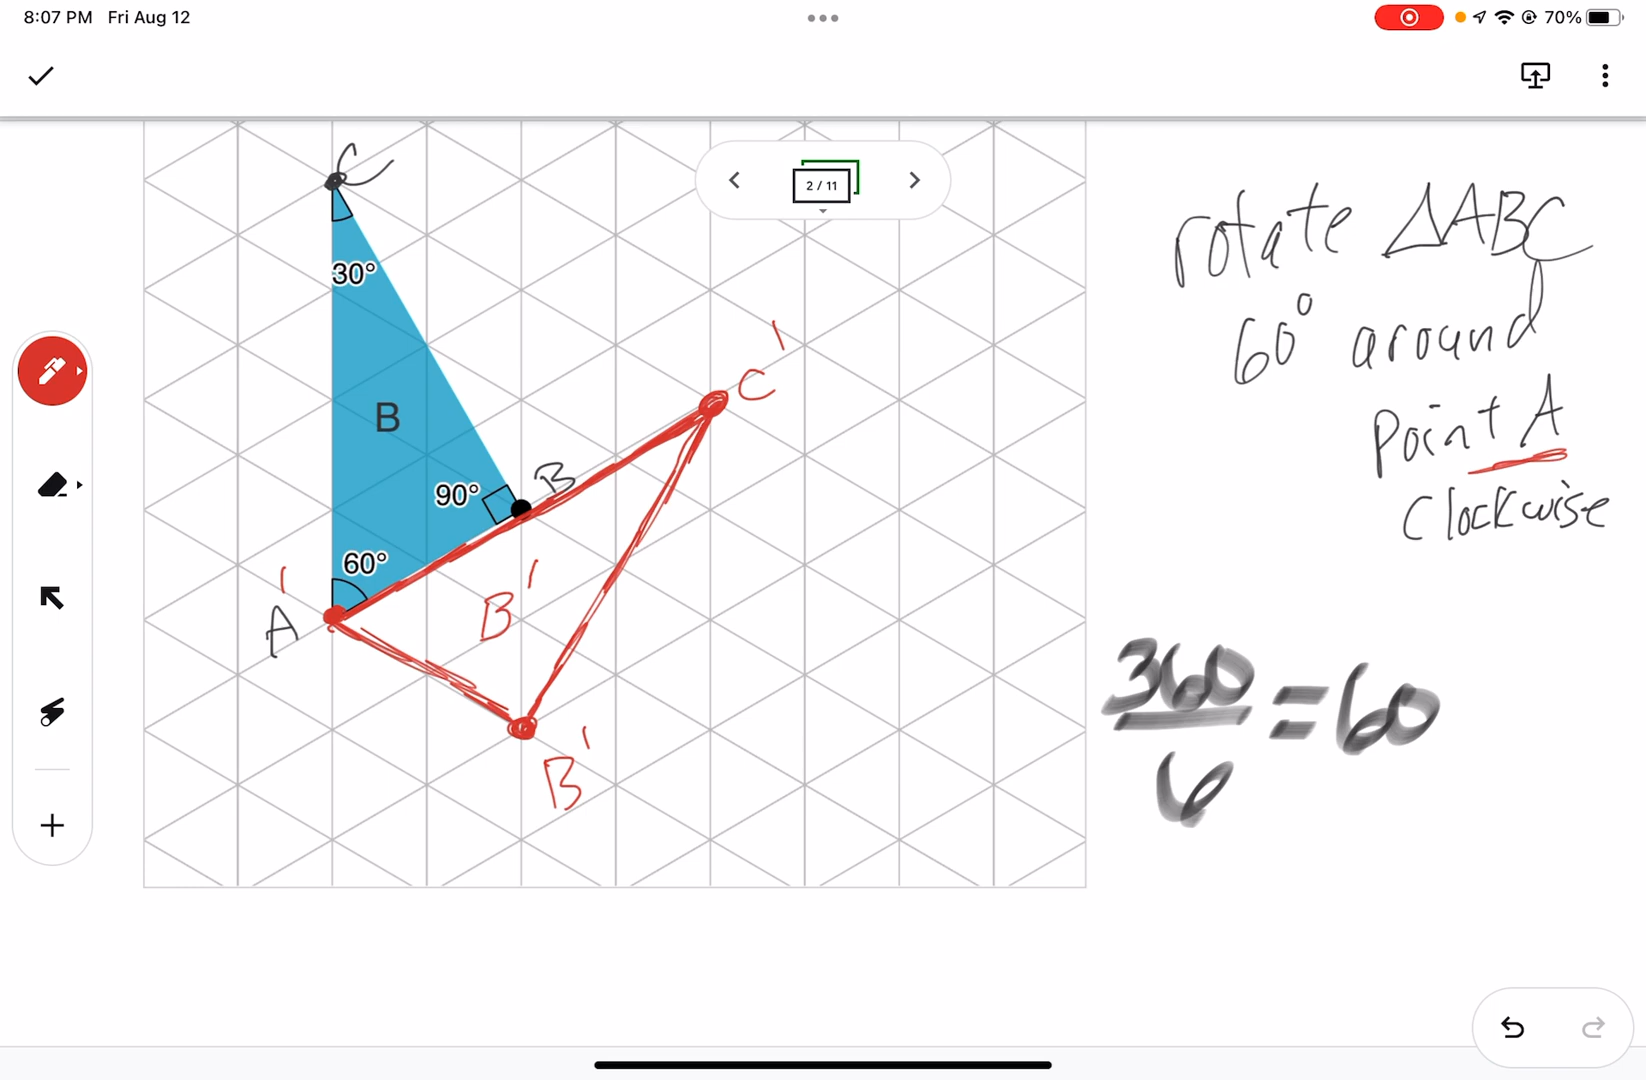 8:07 PM Fri Aug 12
70%
2 / 11
C
30°
B
90°
B
60°
A'
C'
B'
B'
rotate △ABC
60° around
Point A
Clockwise
360/6 = 60